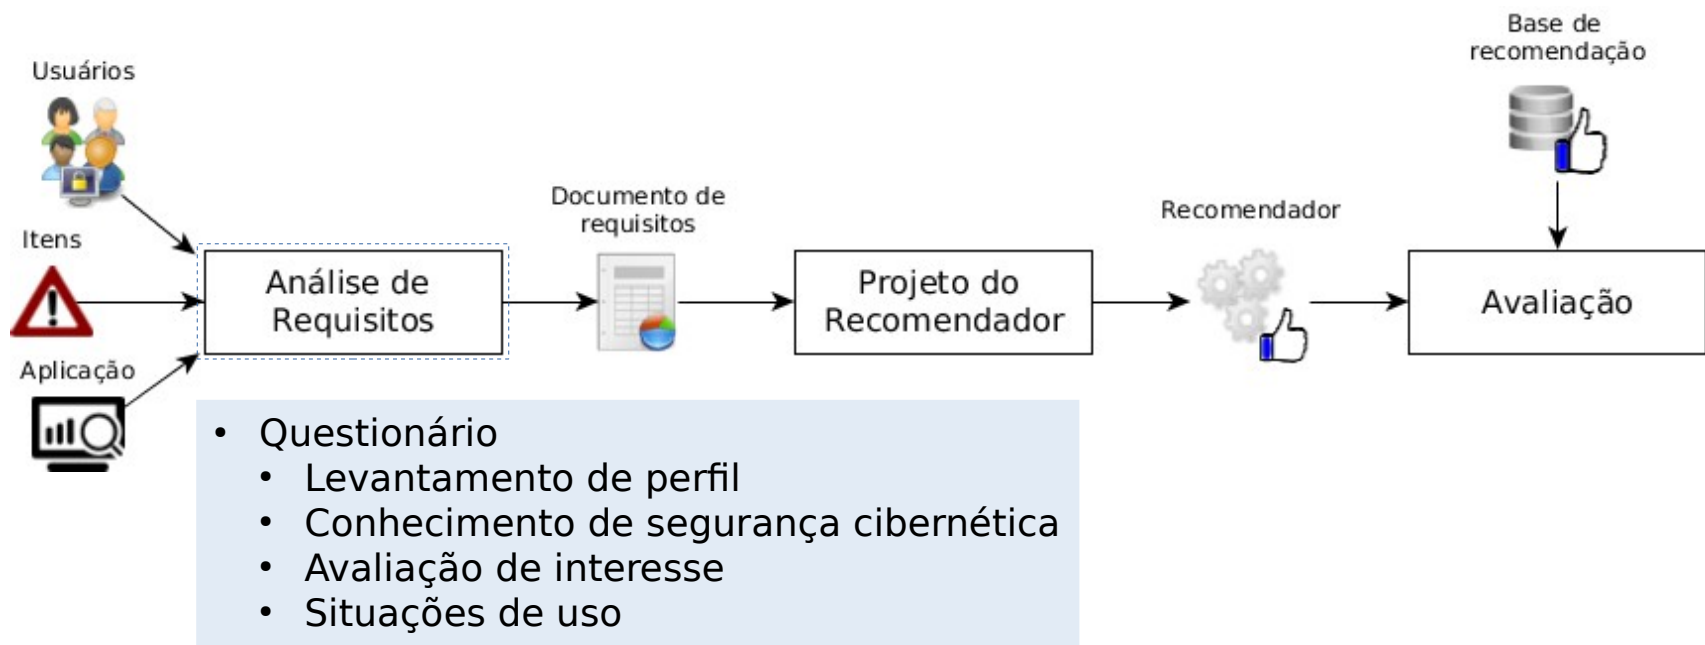 Usuários
Itens
Aplicação
Análise de
Requisitos
Documento de
requisitos
Projeto do
Recomendador
Recomendador
Base de
recomendação
Avaliação
• Questionário
• Levantamento de perfil
• Conhecimento de segurança cibernética
• Avaliação de interesse
• Situações de uso